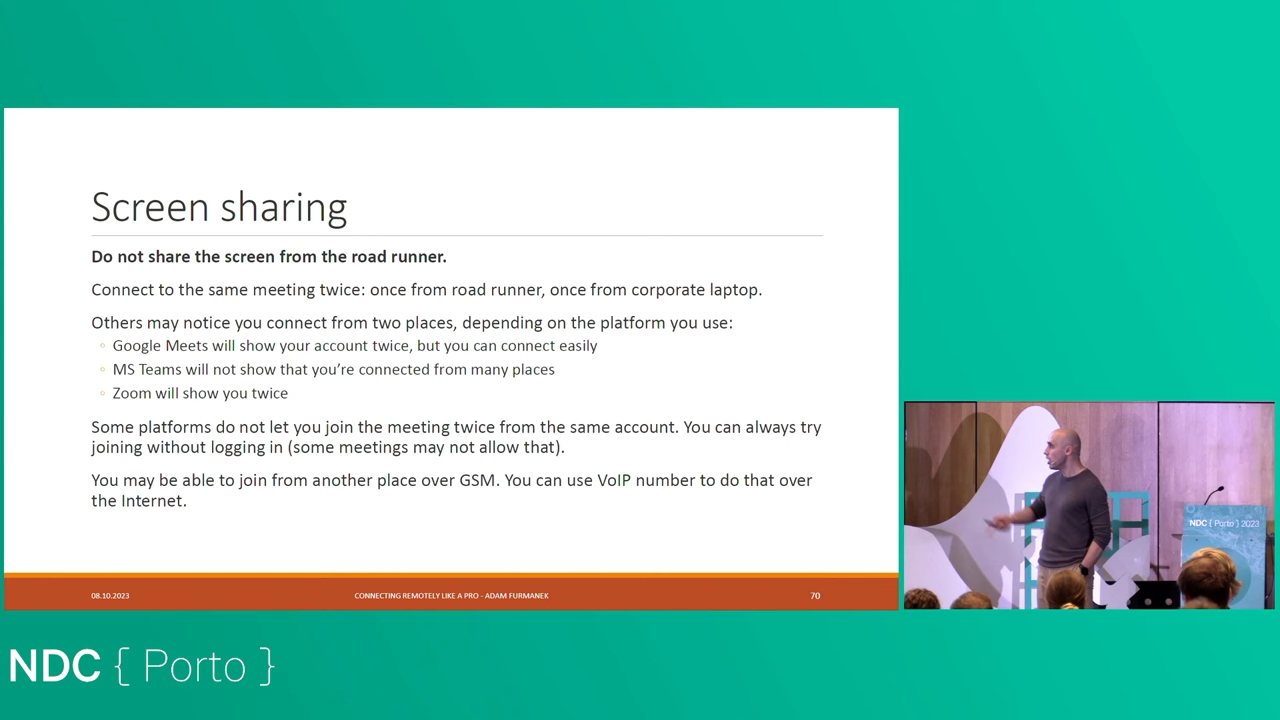 Screen sharing
Do not share the screen from the road runner.
Connect to the same meeting twice: once from road runner, once from corporate laptop.
Others may notice you connect from two places, depending on the platform you use:
◦ Google Meets will show your account twice, but you can connect easily
◦ MS Teams will not show that you’re connected from many places
◦ Zoom will show you twice
Some platforms do not let you join the meeting twice from the same account. You can always try
joining without logging in (some meetings may not allow that).
You may be able to join from another place over GSM. You can use VoIP number to do that over
the Internet.
08.10.2023
CONNECTING REMOTELY LIKE A PRO - ADAM FURMANEK
70
NDC { Porto } 2023
NDC { Porto }